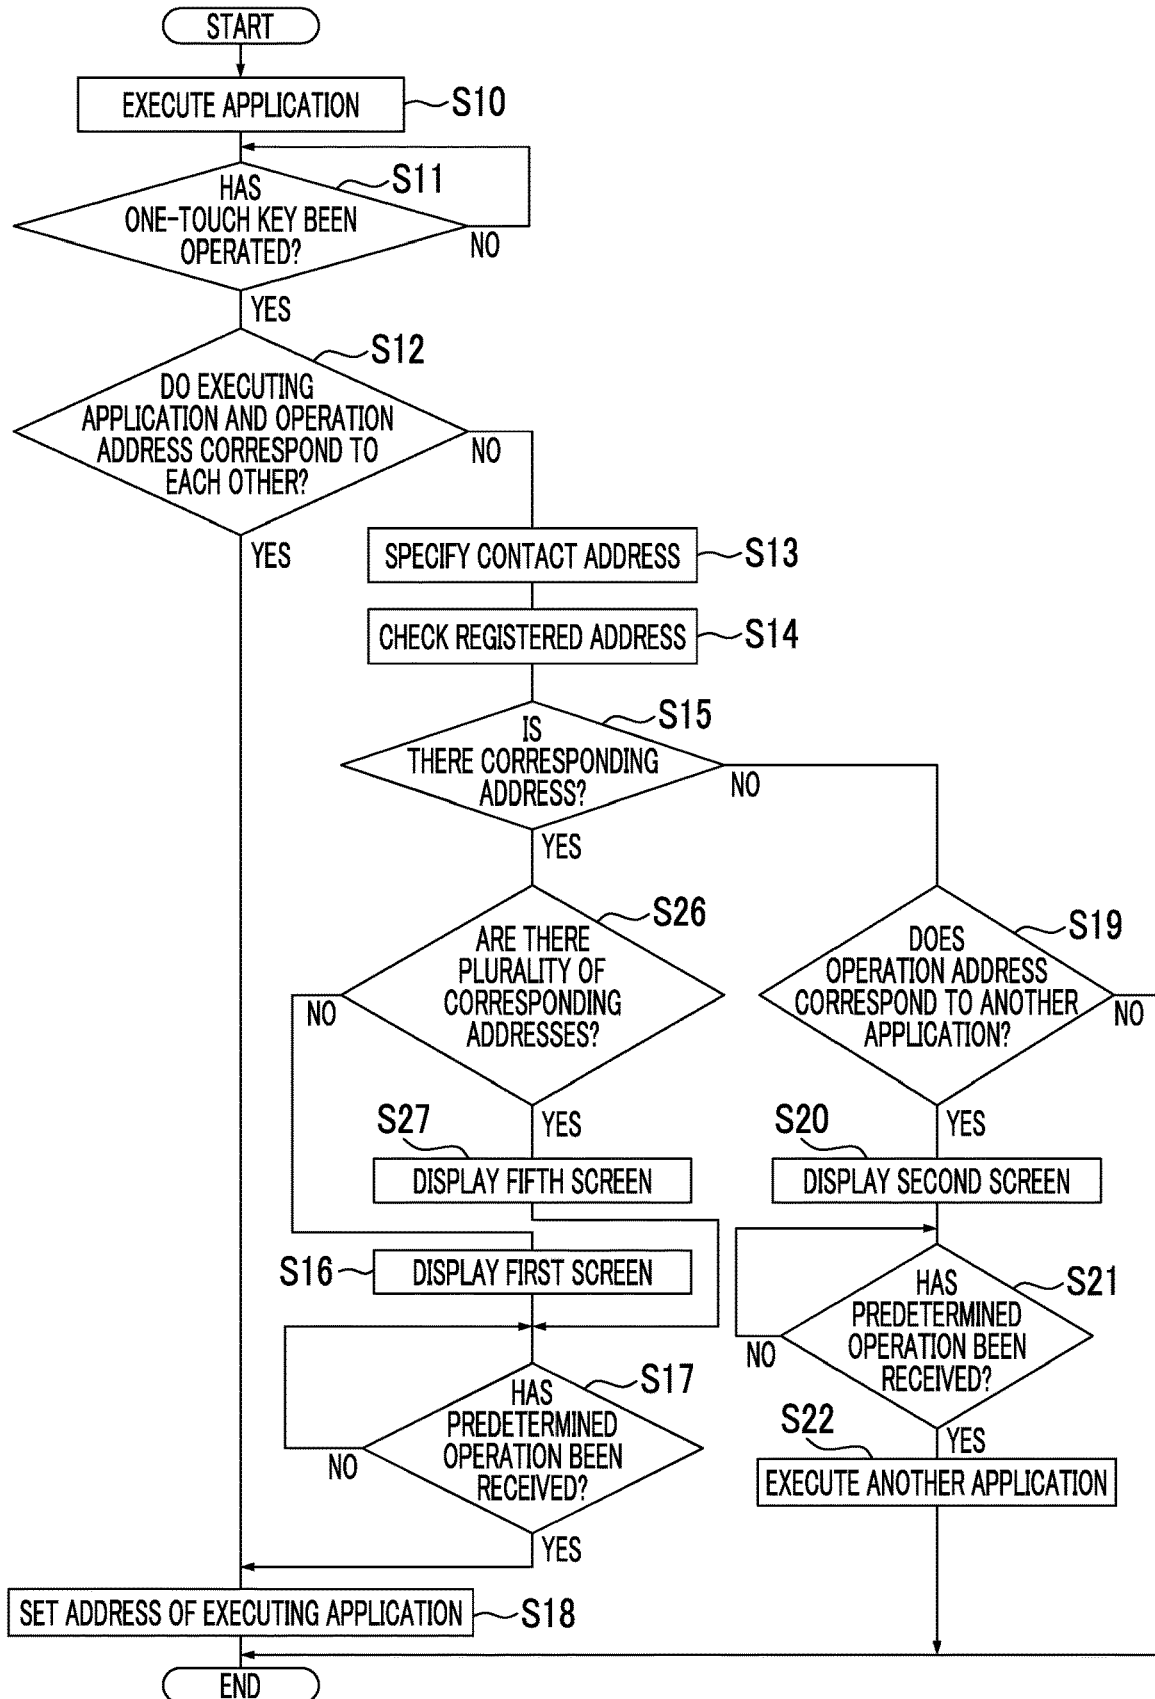 START
EXECUTE APPLICATION
S10
HAS
ONE-TOUCH KEY BEEN
OPERATED?
S11
NO
YES
DO EXECUTING
APPLICATION AND OPERATION
ADDRESS CORRESPOND TO
EACH OTHER?
S12
NO
YES
SPECIFY CONTACT ADDRESS
S13
CHECK REGISTERED ADDRESS
S14
IS
THERE CORRESPONDING
ADDRESS?
S15
NO
YES
ARE THERE
PLURALITY OF
CORRESPONDING
ADDRESSES?
S26
NO
YES
S27
DISPLAY FIFTH SCREEN
S16
DISPLAY FIRST SCREEN
HAS
PREDETERMINED
OPERATION BEEN
RECEIVED?
S17
NO
YES
DOES
OPERATION ADDRESS
CORRESPOND TO ANOTHER
APPLICATION?
S19
NO
YES
S20
DISPLAY SECOND SCREEN
HAS
PREDETERMINED
OPERATION BEEN
RECEIVED?
S21
NO
YES
S22
EXECUTE ANOTHER APPLICATION
SET ADDRESS OF EXECUTING APPLICATION
S18
END